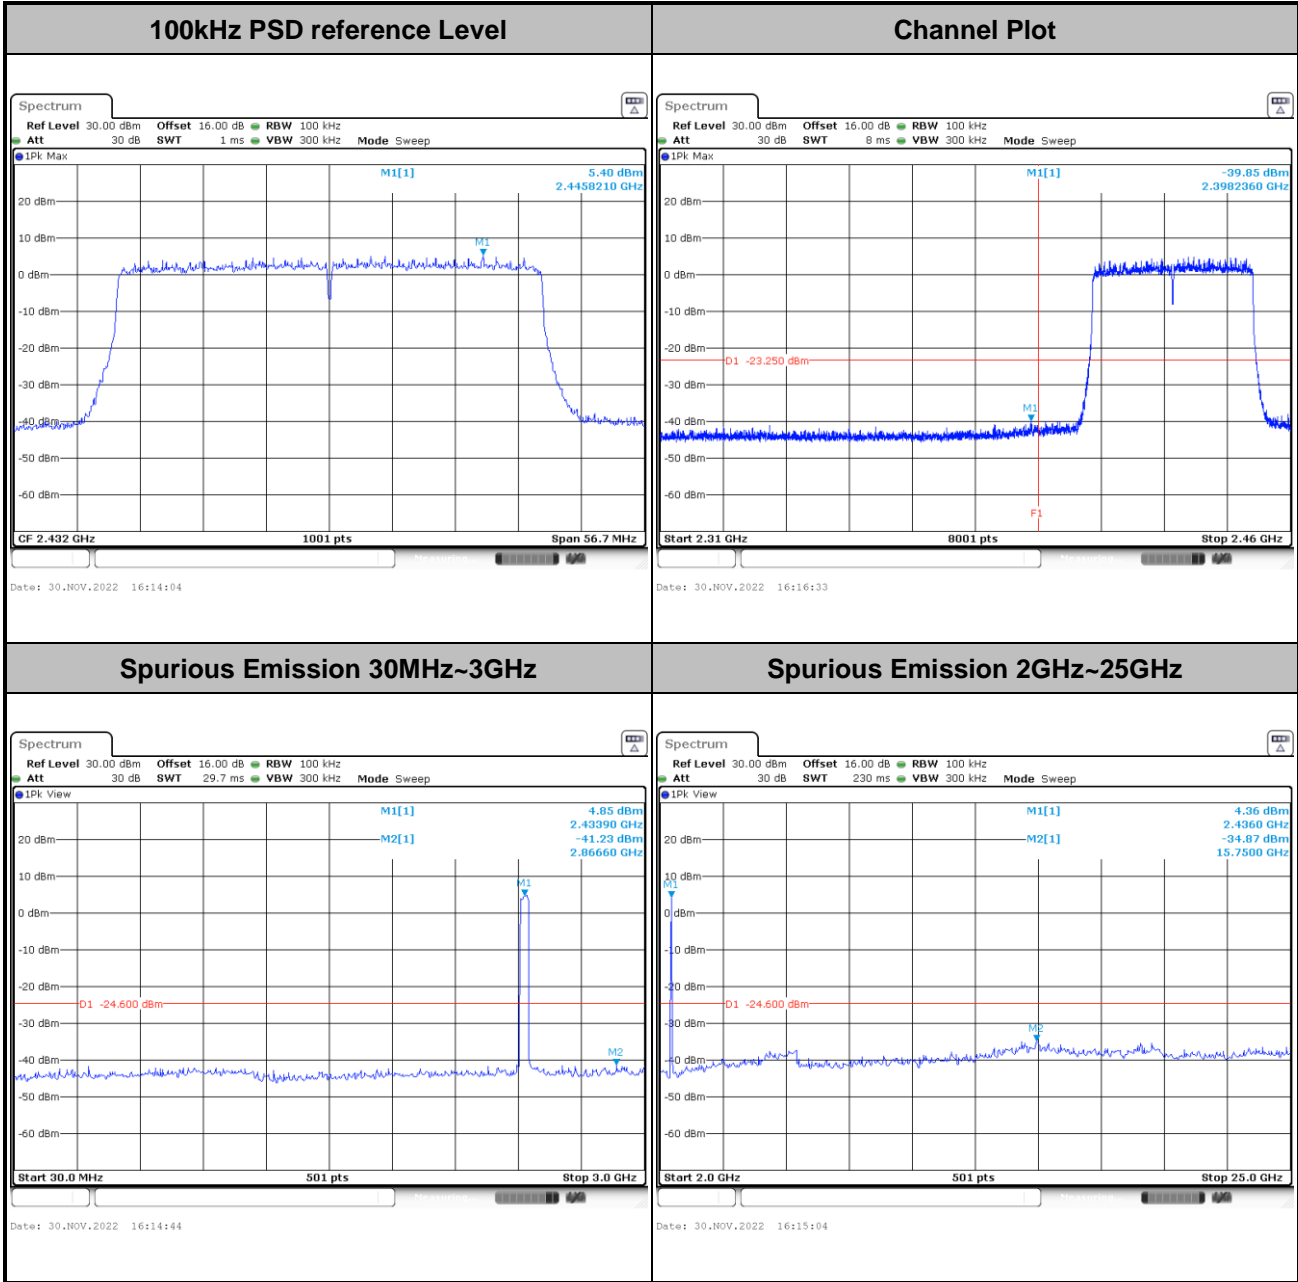 100kHz PSD reference Level
Channel Plot
Spectrum
Ref Level 30.00 dBm Offset 16.00 dB RBW 100 kHz
Att 30 dB SWT 1 ms VBW 300 kHz Mode Sweep
1Pk Max
M1[1] 5.40 dBm
2.4458210 GHz
20 dBm
10 dBm
M1
0 dBm
-10 dBm
-20 dBm
-30 dBm
-40 dBm
-50 dBm
-60 dBm
CF 2.432 GHz 1001 pts Span 56.7 MHz
Measuring...
Date: 30.NOV.2022 16:14:04
Spectrum
Ref Level 30.00 dBm Offset 16.00 dB RBW 100 kHz
Att 30 dB SWT 8 ms VBW 300 kHz Mode Sweep
1Pk Max
M1[1] -39.85 dBm
2.3982360 GHz
20 dBm
10 dBm
0 dBm
-10 dBm
-20 dBm
D1 -23.250 dBm
-30 dBm
M1
-40 dBm
-50 dBm
-60 dBm
F1
Start 2.31 GHz 8001 pts Stop 2.46 GHz
Measuring...
Date: 30.NOV.2022 16:16:33
Spurious Emission 30MHz~3GHz
Spurious Emission 2GHz~25GHz
Spectrum
Ref Level 30.00 dBm Offset 16.00 dB RBW 100 kHz
Att 30 dB SWT 29.7 ms VBW 300 kHz Mode Sweep
1Pk View
M1[1] 4.85 dBm
2.43390 GHz
20 dBm M2[1] -41.23 dBm
2.86660 GHz
10 dBm
M1
0 dBm
-10 dBm
-20 dBm
D1 -24.600 dBm
-30 dBm
M2
-40 dBm
-50 dBm
-60 dBm
Start 30.0 MHz 501 pts Stop 3.0 GHz
Measuring...
Date: 30.NOV.2022 16:14:44
Spectrum
Ref Level 30.00 dBm Offset 16.00 dB RBW 100 kHz
Att 30 dB SWT 230 ms VBW 300 kHz Mode Sweep
1Pk View
M1[1] 4.36 dBm
2.4360 GHz
20 dBm M2[1] -34.87 dBm
15.7500 GHz
10 dBm
M1
0 dBm
-10 dBm
-20 dBm
D1 -24.600 dBm
-30 dBm
M2
-40 dBm
-50 dBm
-60 dBm
Start 2.0 GHz 501 pts Stop 25.0 GHz
Measuring...
Date: 30.NOV.2022 16:15:04